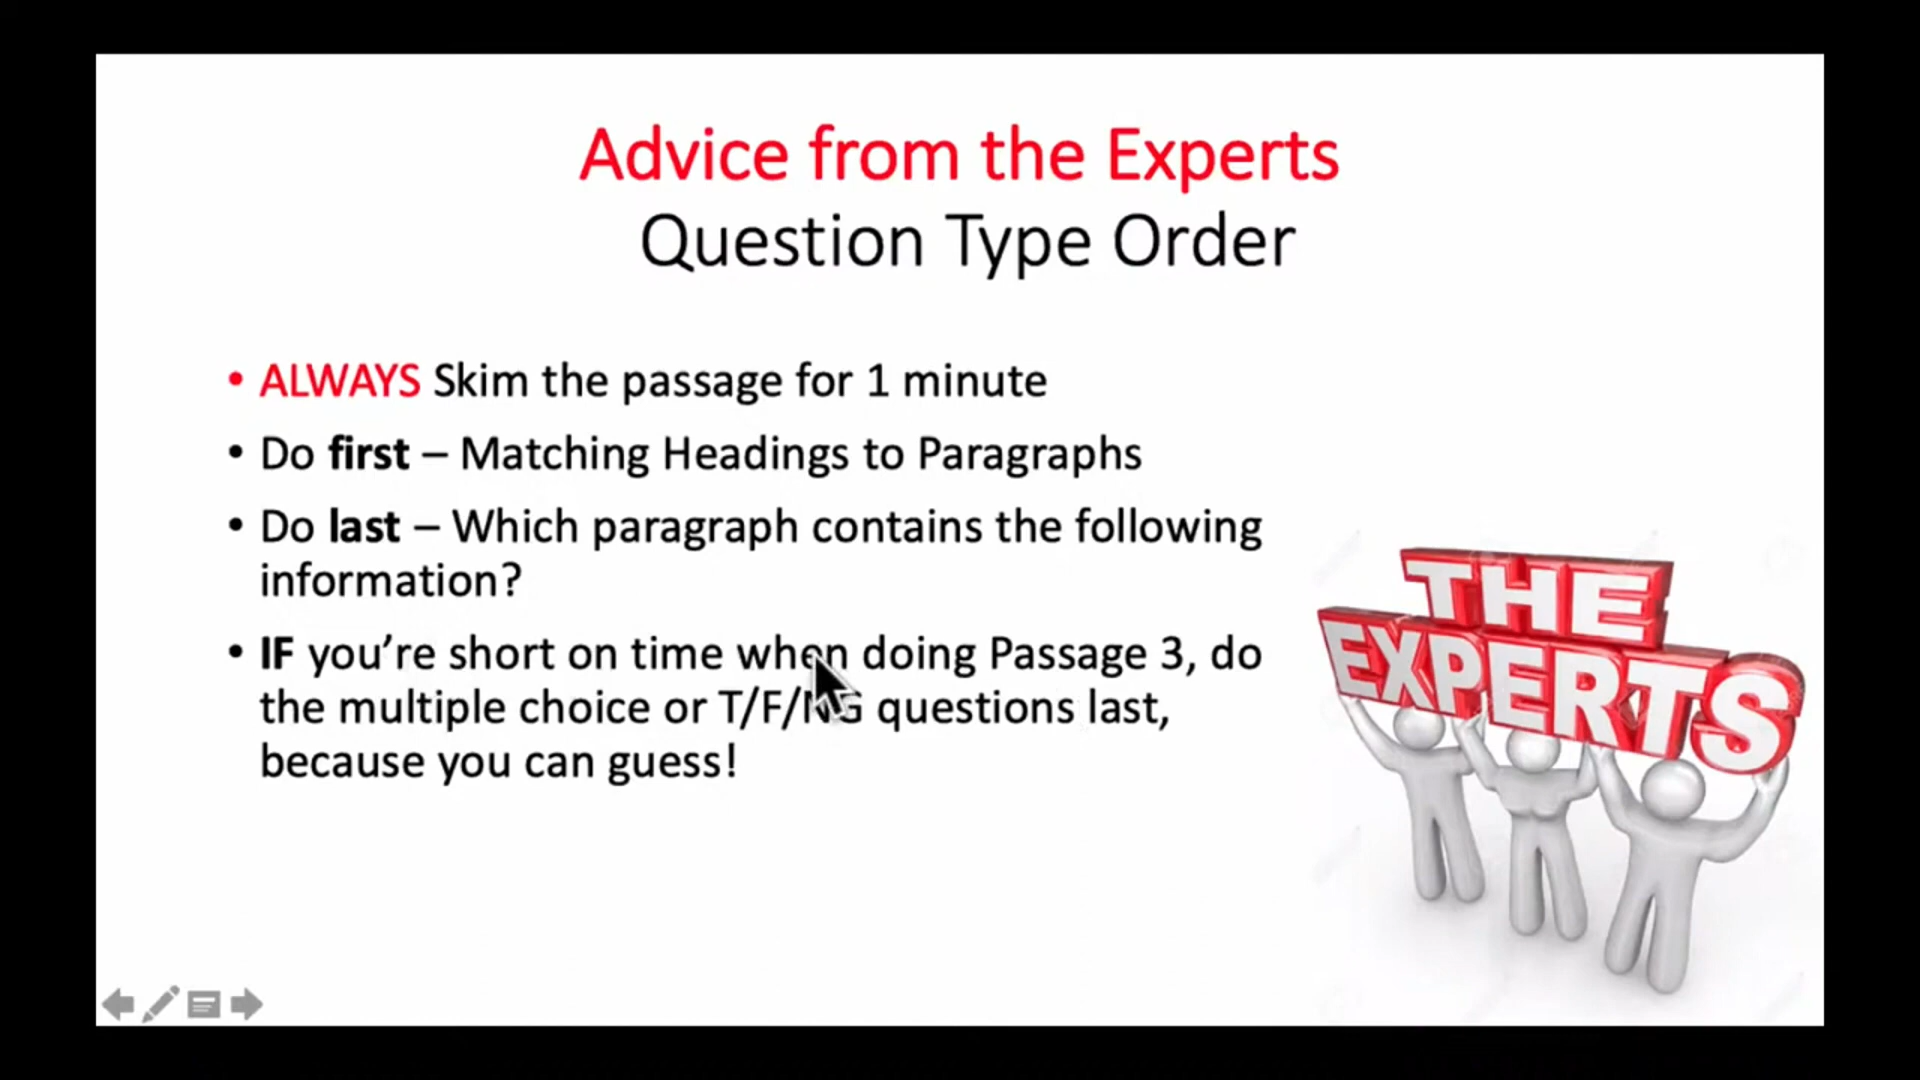 Advice from the Experts
Question Type Order
• ALWAYS Skim the passage for 1 minute
• Do first – Matching Headings to Paragraphs
• Do last – Which paragraph contains the following
information?
• IF you're short on time when doing Passage 3, do
the multiple choice or T/F/NG questions last,
because you can guess!
THE
EXPERTS